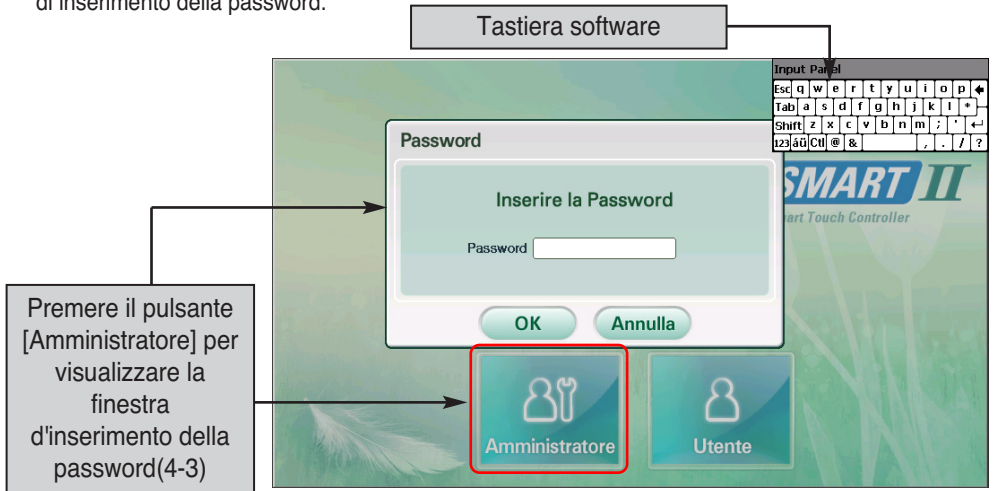 di inserimento della password.
Tastiera software
Input Panel
Esc q w e r t y u i o p
Tab a s d f g h j k l *
Shift z x c v b n m ; '
123 áü Ctl @ & , . / ?
Password
SMART II
art Touch Controller
Inserire la Password
Password
OK Annulla
Premere il pulsante
[Amministratore] per
visualizzare la
finestra
d'inserimento della
password(4-3)
Amministratore
Utente